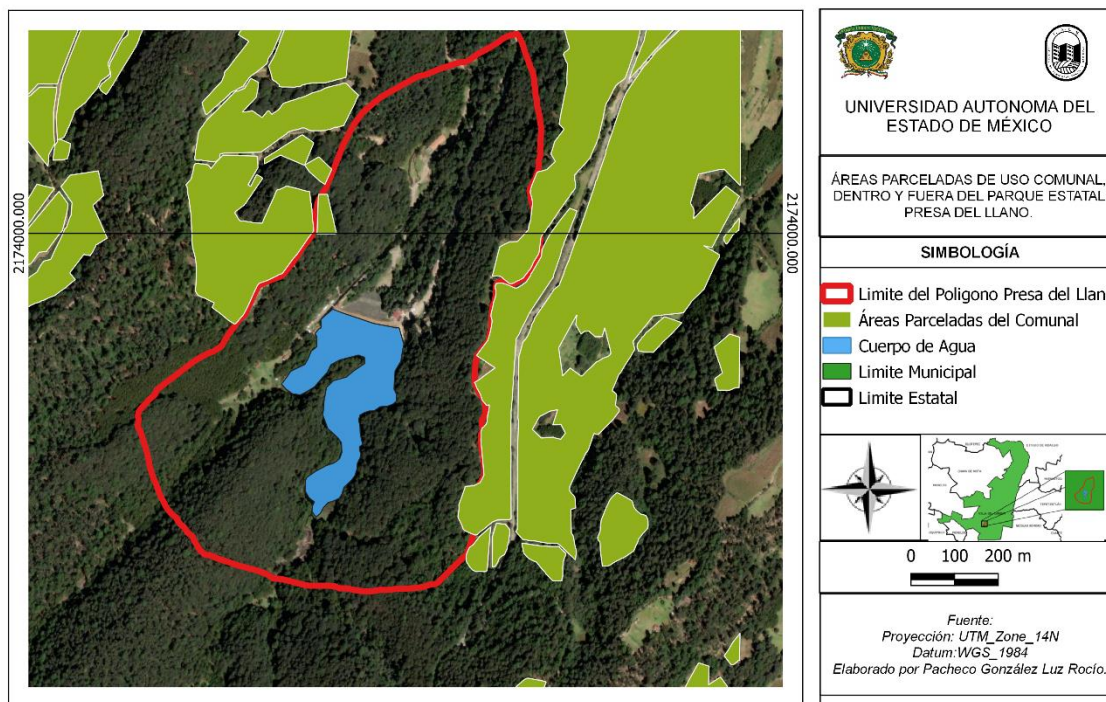 2174000.000
2174000.000
UNIVERSIDAD AUTONOMA DEL
ESTADO DE MÉXICO
ÁREAS PARCELADAS DE USO COMUNAL,
DENTRO Y FUERA DEL PARQUE ESTATAL
PRESA DEL LLANO.
SIMBOLOGÍA
Limite del Poligono Presa del Llan
Áreas Parceladas del Comunal
Cuerpo de Agua
Limite Municipal
Limite Estatal
0 100 200 m
Fuente:
Proyección: UTM_Zone_14N
Datum:WGS_1984
Elaborado por Pacheco González Luz Rocío.